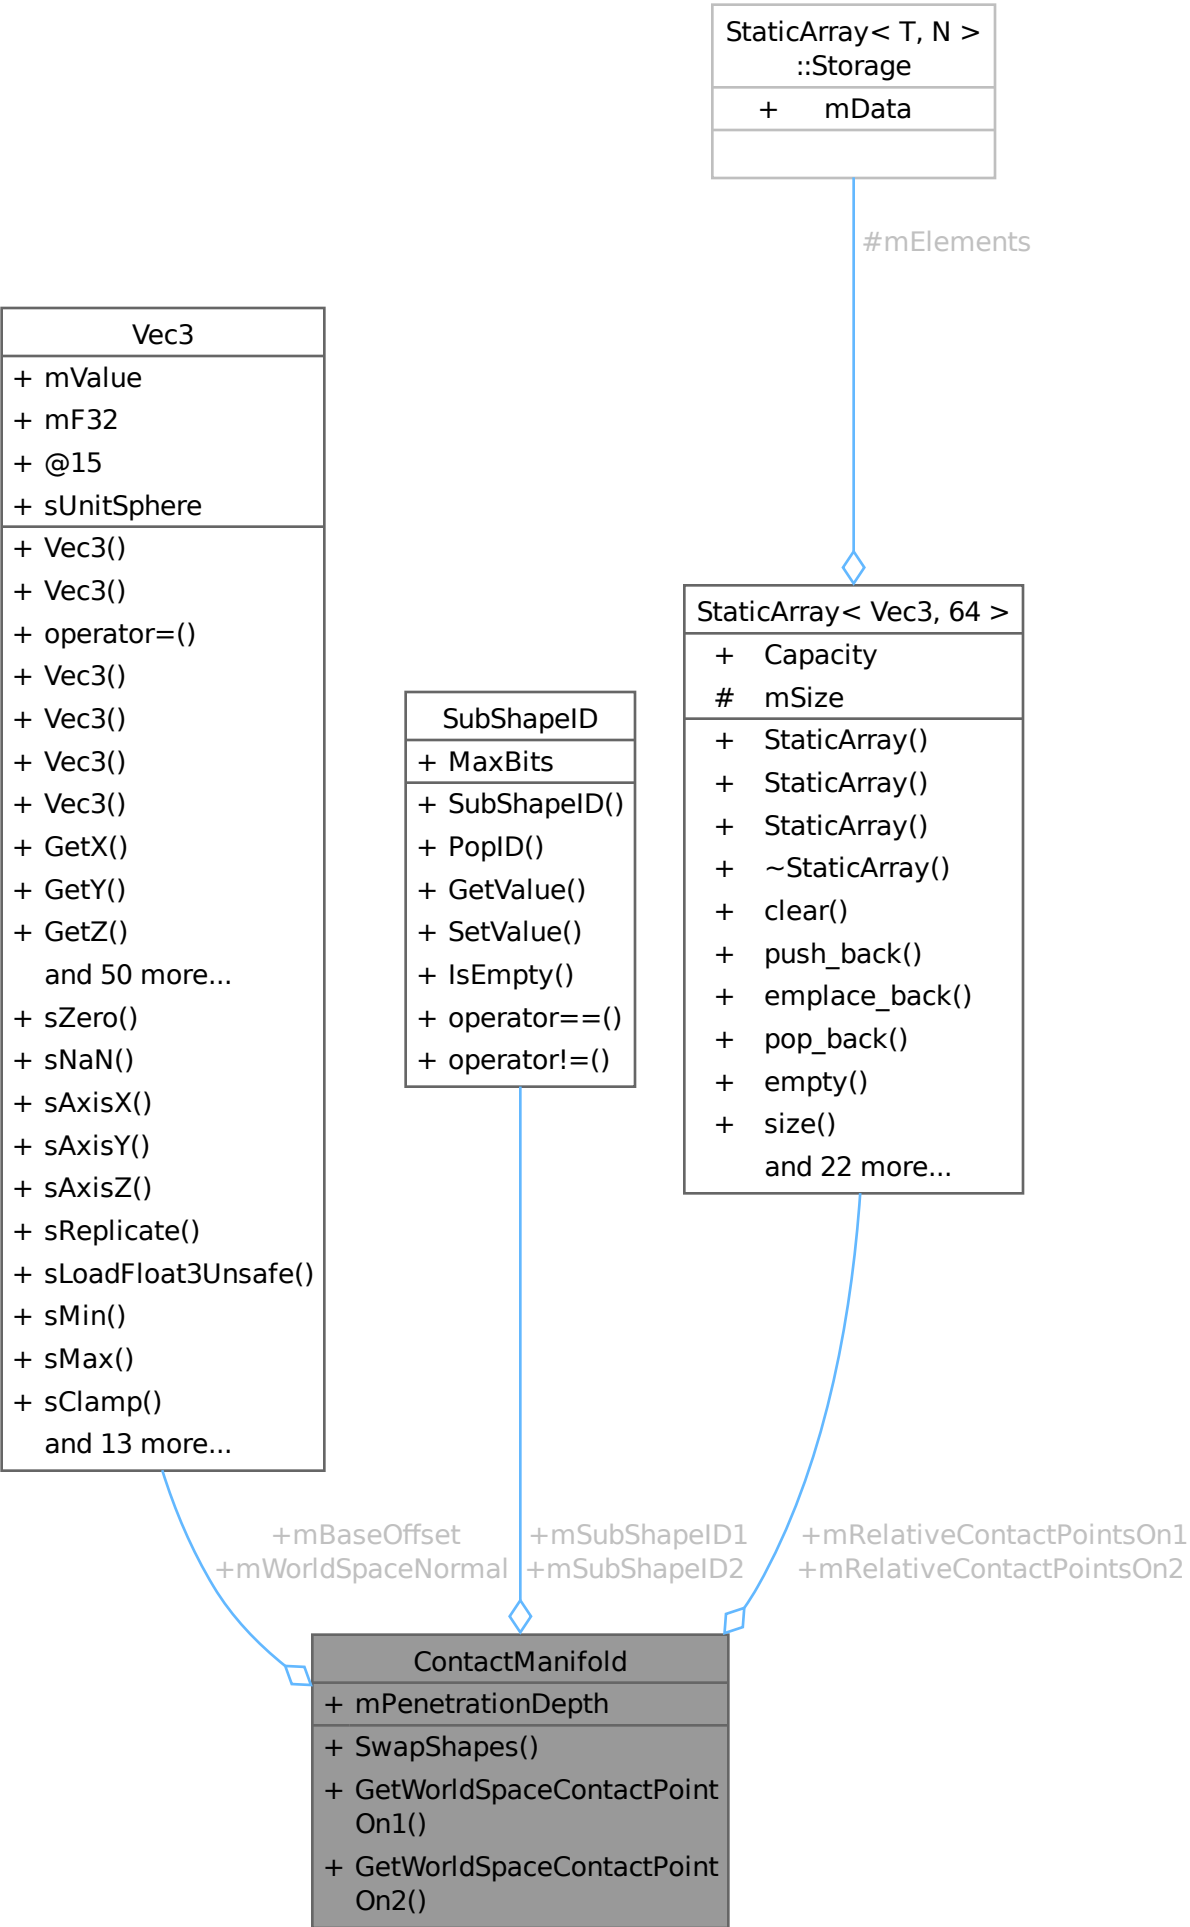 StaticArray< T, N >
::Storage
+ mData
#mElements
Vec3
+ mValue
+ mF32
+ @15
+ sUnitSphere
+ Vec3()
+ Vec3()
+ operator=()
+ Vec3()
+ Vec3()
+ Vec3()
+ Vec3()
+ GetX()
+ GetY()
+ GetZ()
and 50 more...
+ sZero()
+ sNaN()
+ sAxisX()
+ sAxisY()
+ sAxisZ()
+ sReplicate()
+ sLoadFloat3Unsafe()
+ sMin()
+ sMax()
+ sClamp()
and 13 more...
SubShapeID
+ MaxBits
+ SubShapeID()
+ PopID()
+ GetValue()
+ SetValue()
+ IsEmpty()
+ operator==()
+ operator!=()
StaticArray< Vec3, 64 >
+ Capacity
# mSize
+ StaticArray()
+ StaticArray()
+ StaticArray()
+ ~StaticArray()
+ clear()
+ push_back()
+ emplace_back()
+ pop_back()
+ empty()
+ size()
and 22 more...
+mBaseOffset
+mWorldSpaceNormal
+mSubShapeID1
+mSubShapeID2
+mRelativeContactPointsOn1
+mRelativeContactPointsOn2
ContactManifold
+ mPenetrationDepth
+ SwapShapes()
+ GetWorldSpaceContactPoint
On1()
+ GetWorldSpaceContactPoint
On2()